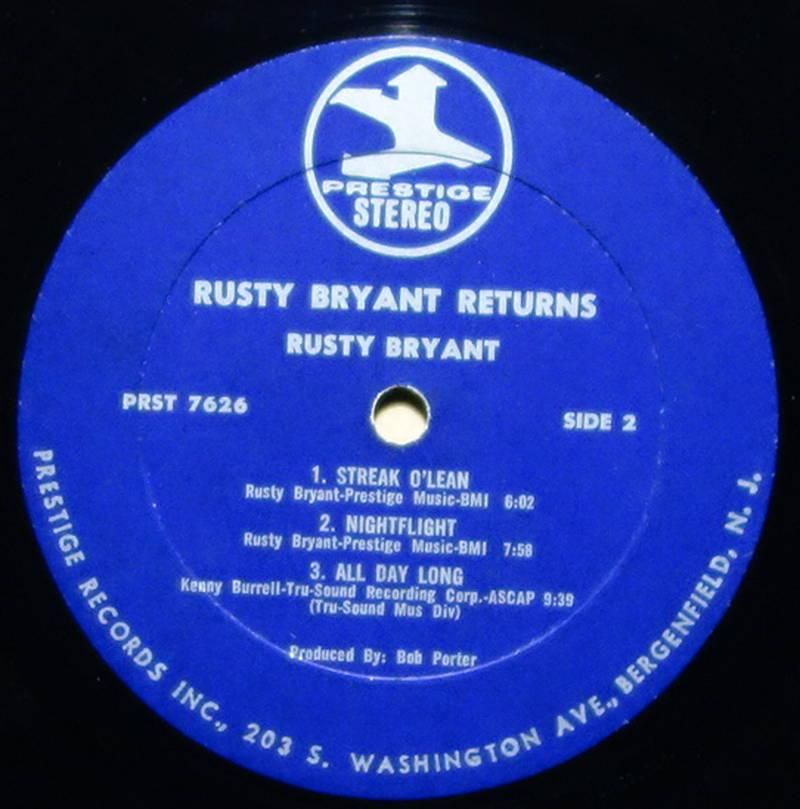 PRESTIGE
STEREO
RUSTY BRYANT RETURNS
RUSTY BRYANT
PRST 7626
SIDE 2
1. STREAK O'LEAN
Rusty Bryant-Prestige Music-BMI 6:02
2. NIGHTFLIGHT
Rusty Bryant-Prestige Music-BMI 7:58
3. ALL DAY LONG
Kenny Burrell-Tru-Sound Recording Corp.-ASCAP 9:39
(Tru-Sound Mus Div)
Produced By: Bob Porter
PRESTIGE RECORDS INC., 203 S. WASHINGTON AVE., BERGENFIELD, N. J.